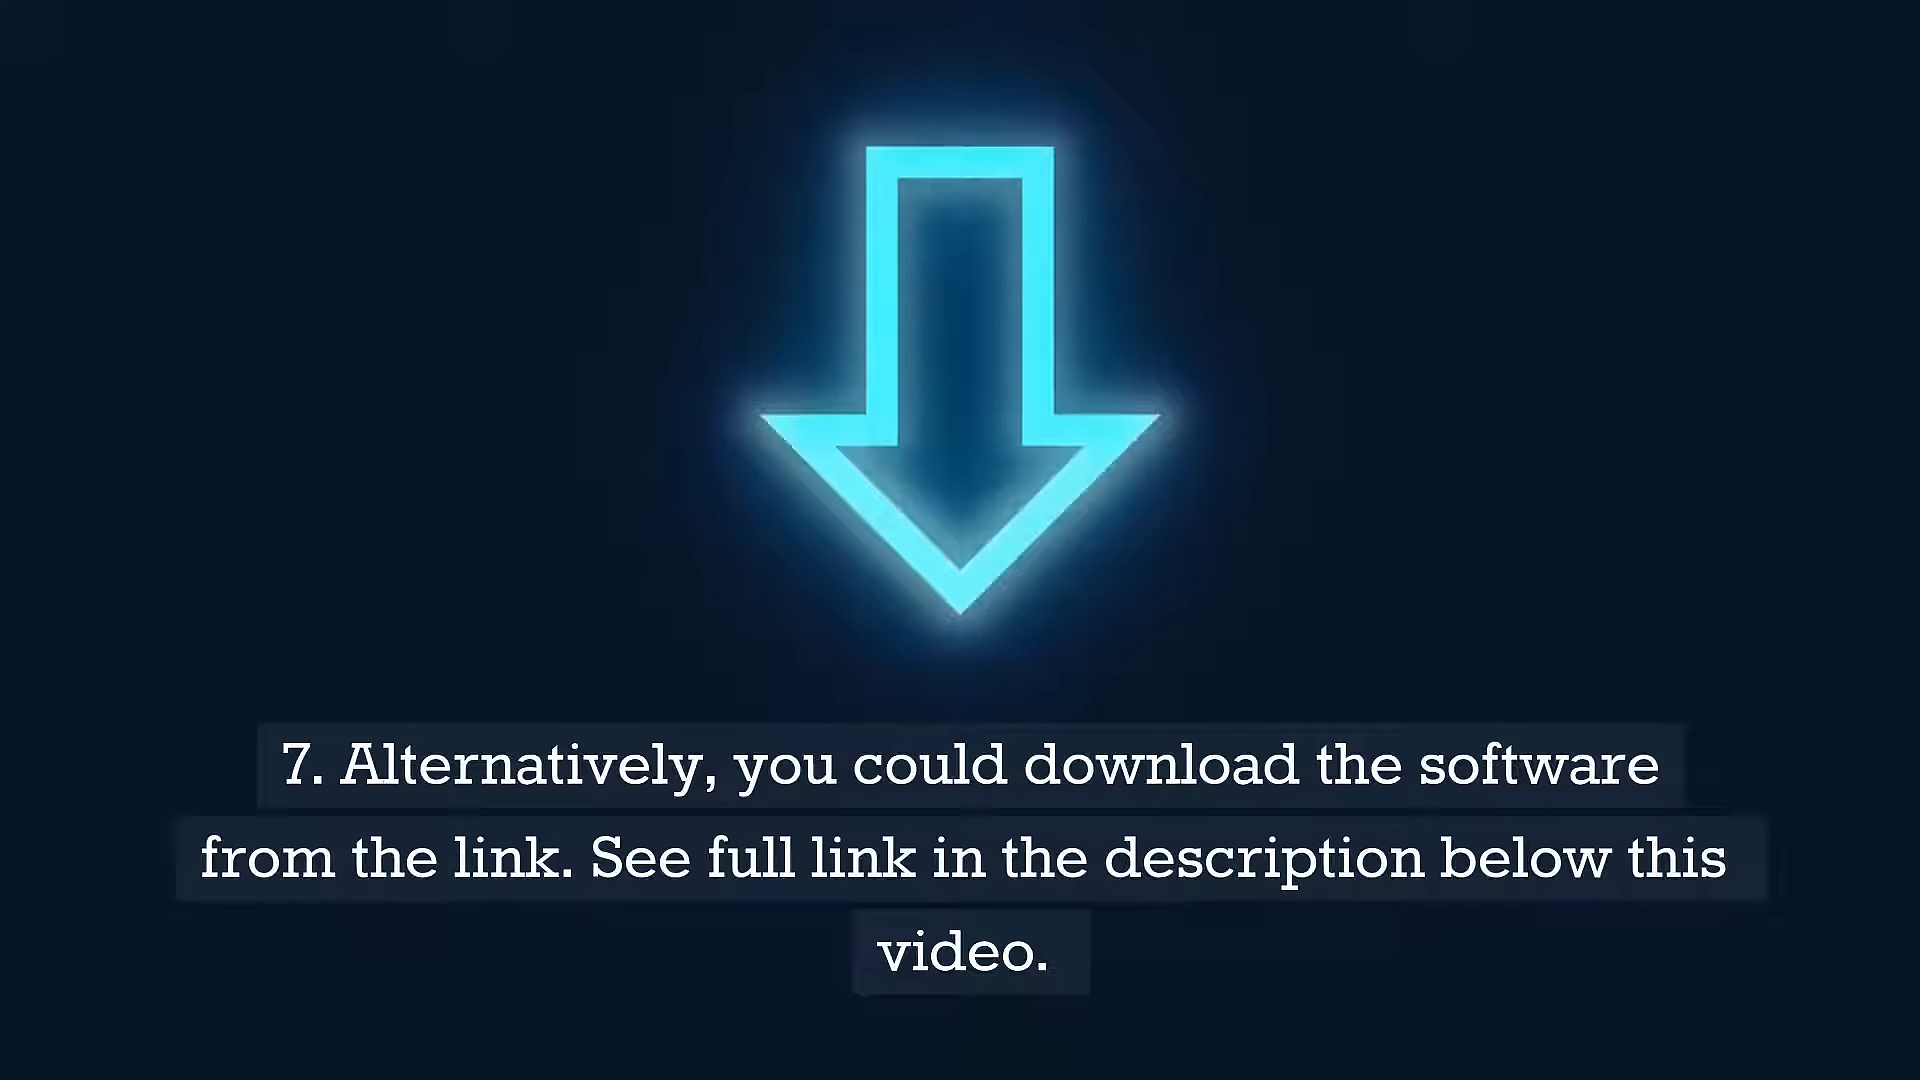 7. Alternatively, you could download the software
from the link. See full link in the description below this
video.